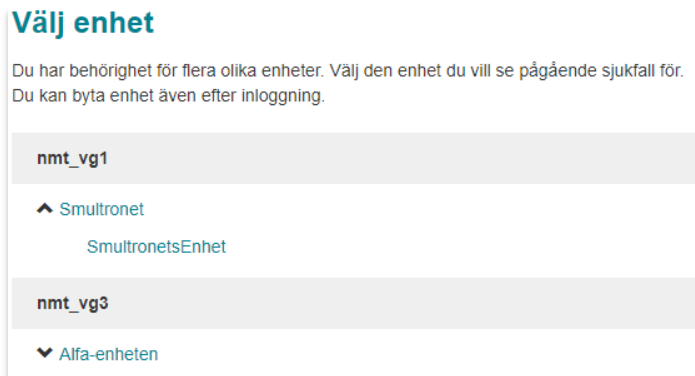 Välj enhet
Du har behörighet för flera olika enheter. Välj den enhet du vill se pågående sjukfall för.
Du kan byta enhet även efter inloggning.
nmt_vg1
Smultronet
SmultronetsEnhet
nmt_vg3
Alfa-enheten